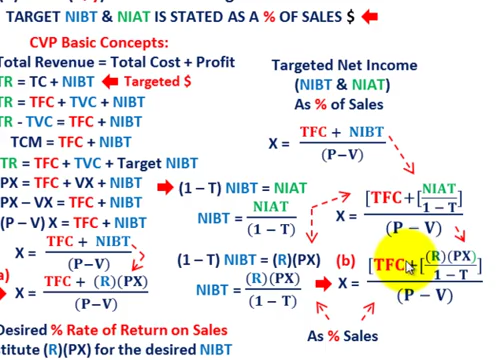 TARGET NIBT & NIAT IS STATED AS A % OF SALES $
CVP Basic Concepts:
Total Revenue = Total Cost + Profit
TR = TC + NIBT
Targeted $
TR = TFC + TVC + NIBT
TR - TVC = TFC + NIBT
TCM = TFC + NIBT
TR = TFC + TVC + Target NIBT
PX = TFC + VX + NIBT
PX – VX = TFC + NIBT
(P – V) X = TFC + NIBT
X = TFC + NIBT / (P–V)
a)
X = TFC + (R)(PX) / (P–V)
Desired % Rate of Return on Sales
stitute (R)(PX) for the desired NIBT
(1 – T) NIBT = NIAT
NIBT = NIAT / (1 – T)
(1 – T) NIBT = (R)(PX)
NIBT = (R)(PX) / (1 – T)
Targeted Net Income
(NIBT & NIAT)
As % of Sales
X = TFC + NIBT / (P–V)
X = [TFC+[NIAT / 1 – T] / (P – V)
(b)
X = [TFC+[(R)(PX) / 1 – T] / (P – V)
As % Sales